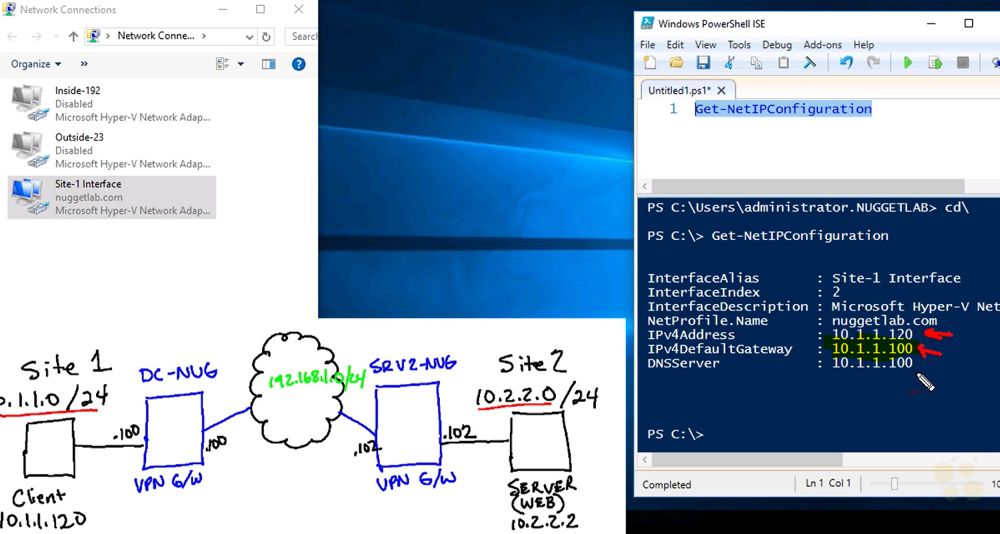 Network Connections
Network Conne...
Organize
»
Inside-192
Disabled
Microsoft Hyper-V Network Adap...
Outside-23
Disabled
Microsoft Hyper-V Network Adap...
Site-1 Interface
nuggetlab.com
Microsoft Hyper-V Network Adap...
Windows PowerShell ISE
File Edit View Tools Debug Add-ons Help
Untitled1.ps1*
1 Get-NetIPConfiguration
PS C:\Users\administrator.NUGGETLAB> cd\
PS C:\> Get-NetIPConfiguration
InterfaceAlias : Site-1 Interface
InterfaceIndex : 2
InterfaceDescription : Microsoft Hyper-V Net
NetProfile.Name : nuggetlab.com
IPv4Address : 10.1.1.120
IPv4DefaultGateway : 10.1.1.100
DNSServer : 10.1.1.100
PS C:\>
Completed
Ln 1 Col 1
10
Site 1
0.1.1.0/24
DC-NUG
192.168.1.0/24
SRV2-NUG
Site 2
10.2.2.0/24
.100
.100
.102
.102
VPN G/W
VPN G/W
Client
10.1.1.120
SERVER
(WEB)
10.2.2.2